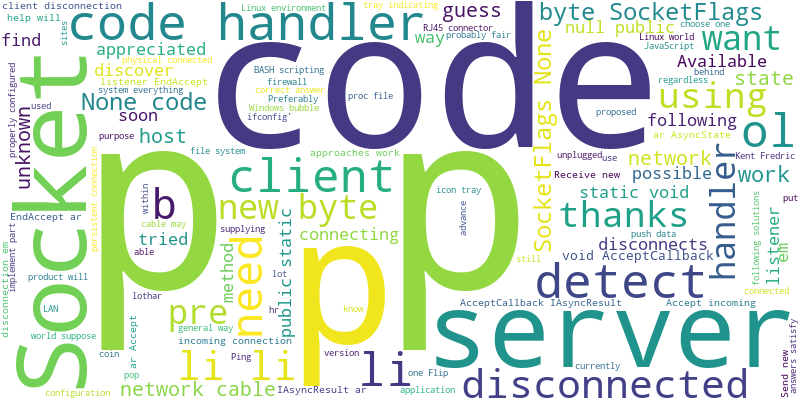 client disconnection
help will
code handler
Linux environment
tray indicating
guess
RJ45 connector
way
probably fair
byte SocketFlags
null public
choose one
Linux world
JavaScript
sites
find
appreciated
physical connected
discover
listener EndAccept
system everything
None code
BASH scripting
firewall
correct answer
Preferably
Windows bubble
ifconfig'
proc file
code
want
Available
behind
state
regardless
using
proposed
following
ol
ar AsyncState
properly configured
used
Socket
unknown
soon
purpose
host
file system
approaches work
SocketFlags None
unplugged
use
network
Kent Fredric
Receive new
possible
work
handler
p
p
p
client
within
b
icon tray
advance
static void
put
thanks
new byte
EndAccept ar
cable may
supplying
able
tried
connecting
push data
disconnects
void AcceptCallback
still
listener
em
following solutions
connected
implement part
persistent connection
need
method
public static
lot
hr
detect
product will
lothar
know
AcceptCallback IAsyncResult
Accept incoming
LAN
pre
general way
incoming connection
server
world suppose
coin
Ping
version
one Flip
currently
disconnection em
pop
ar Accept
li li
li
disconnected
Send new
answers satisfy
configuration
network cable
IAsyncResult ar
application